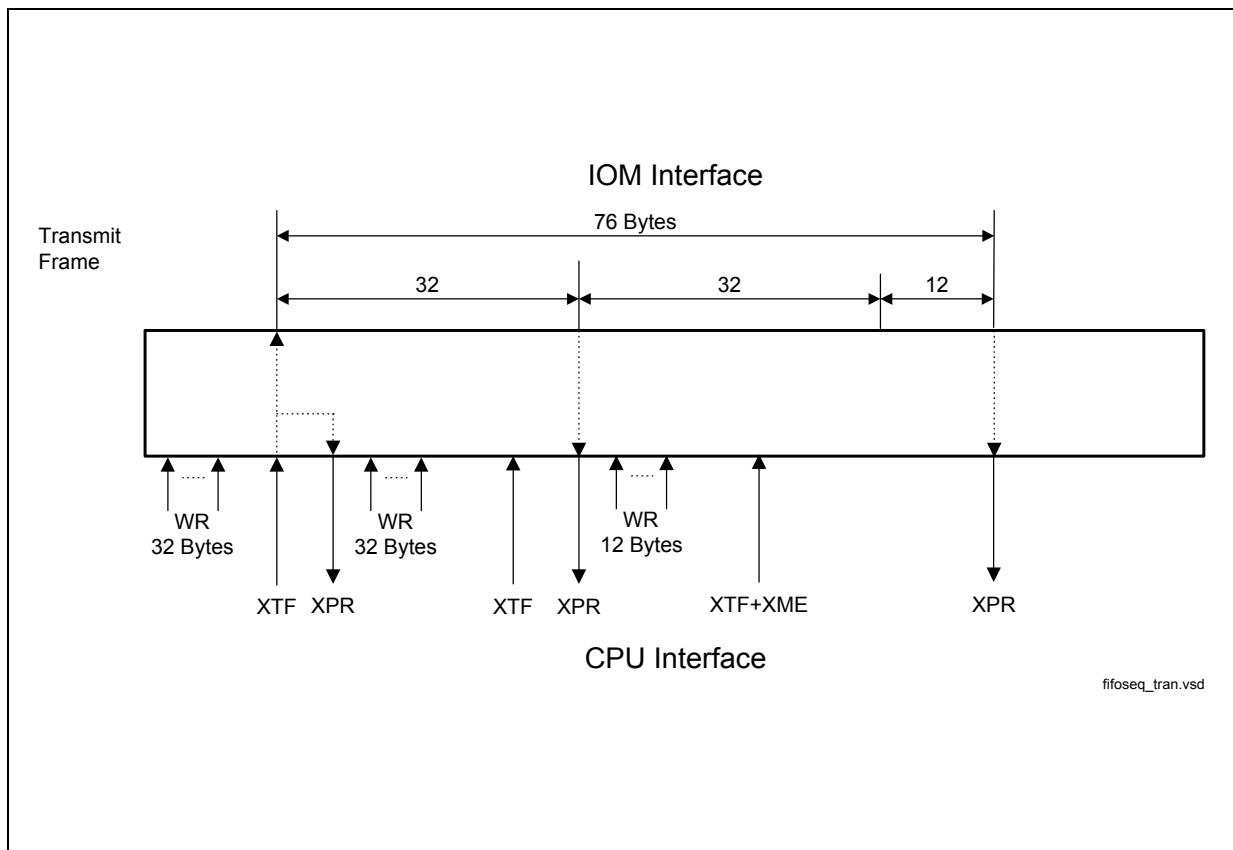 IOM Interface
Transmit
Frame
76 Bytes
32
32
12
WR
32 Bytes
WR
32 Bytes
WR
12 Bytes
XTF
XPR
XTF
XPR
XTF+XME
XPR
CPU Interface
fifoseq_tran.vsd